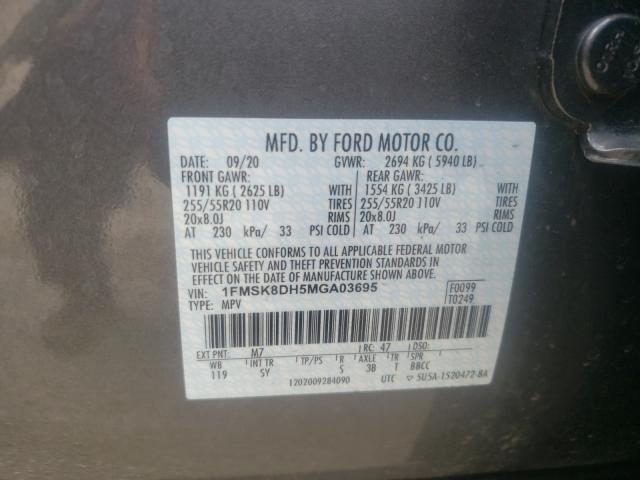 MFD. BY FORD MOTOR CO.
DATE: 09/20 GVWR: 2694 KG ( 5940 LB)
FRONT GAWR: REAR GAWR:
1191 KG ( 2625 LB) 1554 KG ( 3425 LB)
255/55R20 110V TIRES 255/55R20 110V TIRES
20x8.0J RIMS 20x8.0J RIMS
AT 230 kPa/ 33 PSI COLD AT 230 kPa/ 33 PSI COLD
THIS VEHICLE CONFORMS TO ALL APPLICABLE FEDERAL MOTOR
VEHICLE SAFETY AND THEFT PREVENTION STANDARDS IN
EFFECT ON THE DATE OF MANUFACTURE SHOWN ABOVE.
VIN: 1FMSK8DH5MGA03695 F0099
TYPE: MPV T0249
EXT PNT: M7 RC: 47 DSO:
WB INT TR TP/PS R AXLE TR SPR
119 SY S 3B T BBCC
1202009284090 UTC 5U5A-1520472-BA